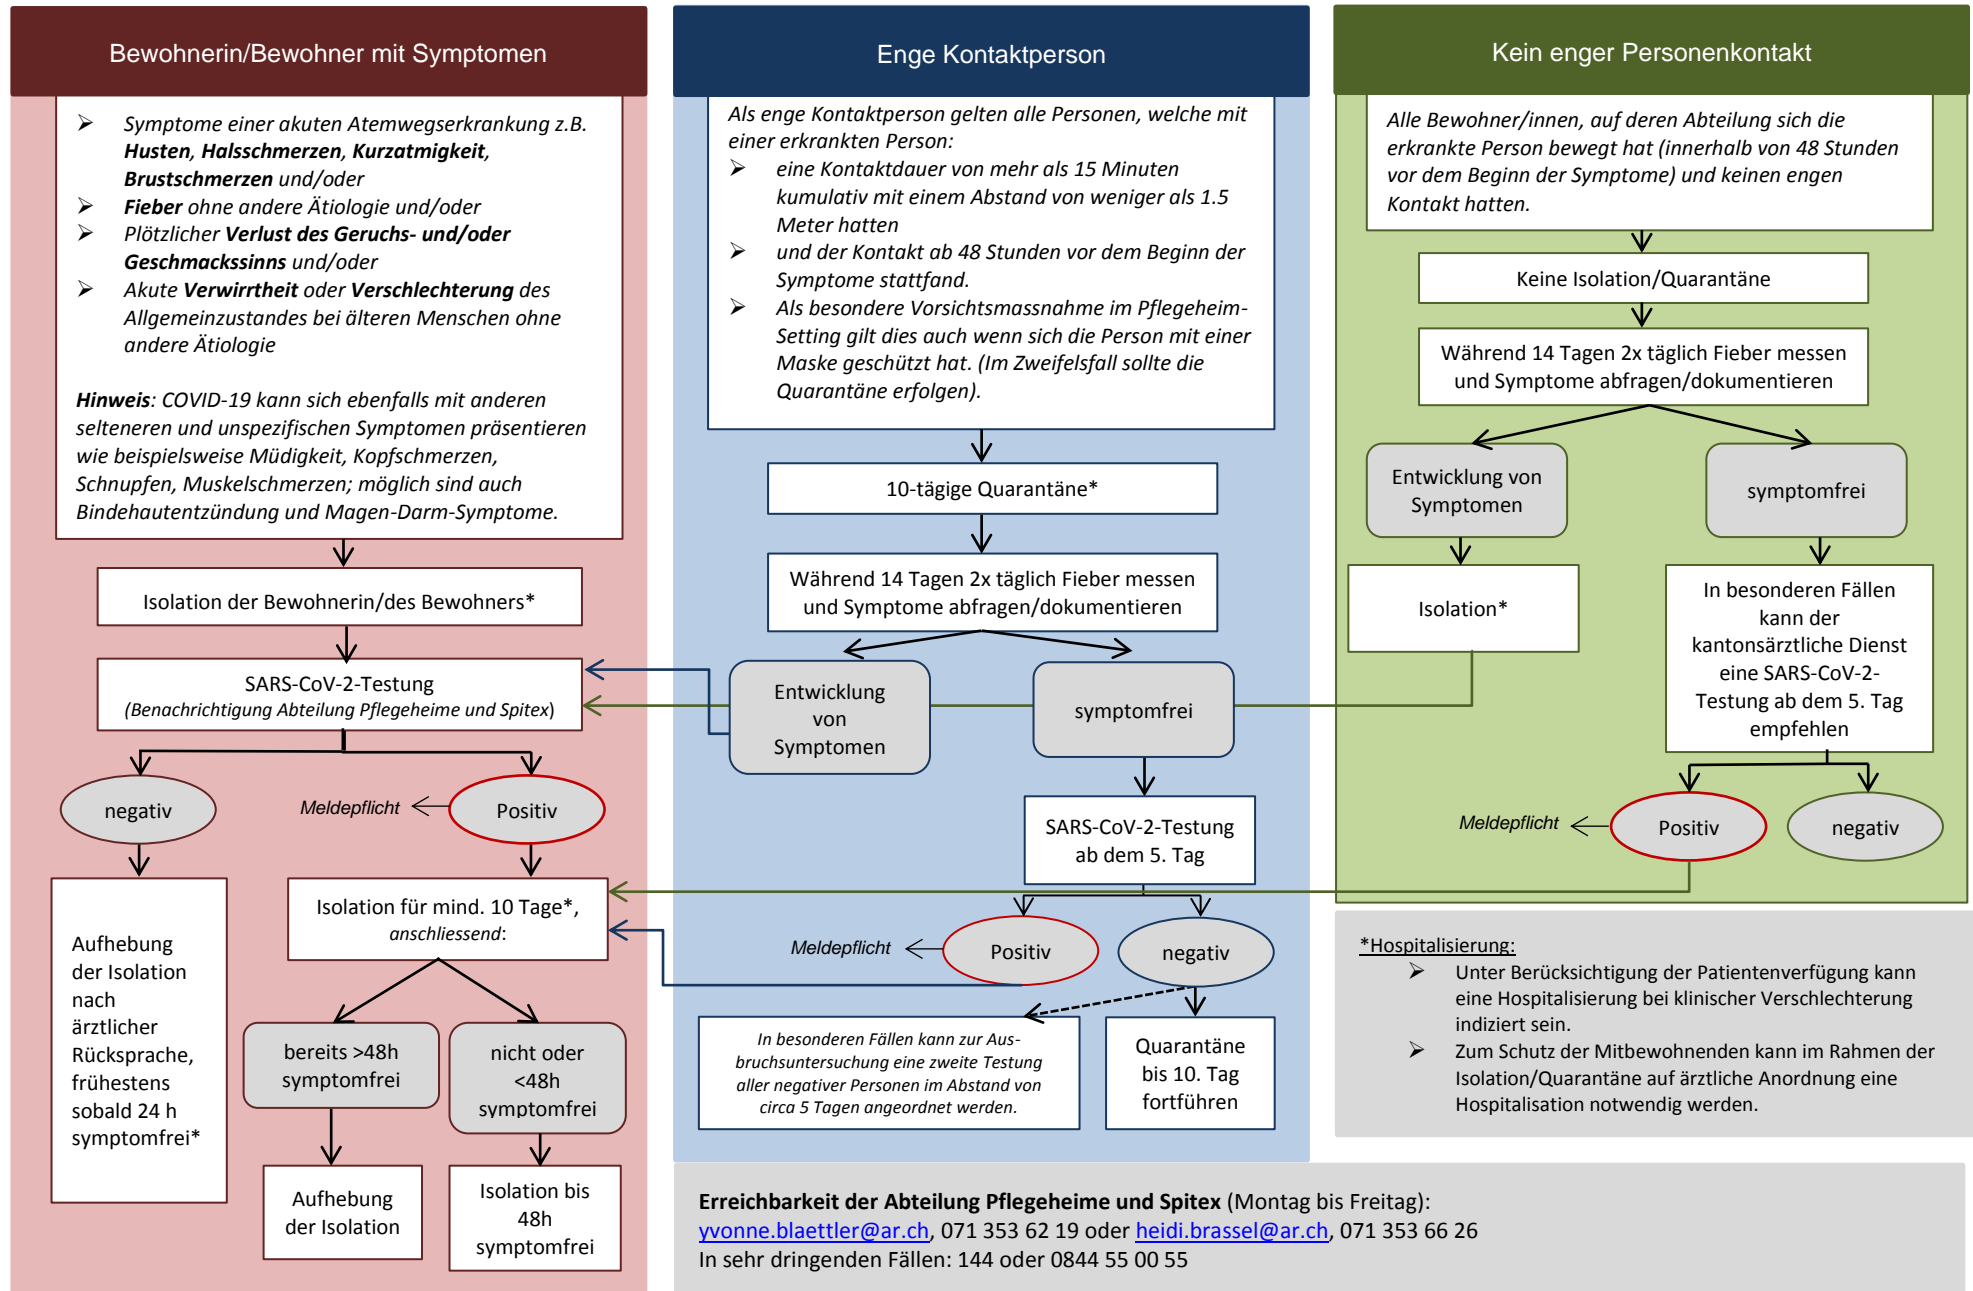 Bewohnerin/Bewohner mit Symptomen
➢ Symptome einer akuten Atemwegserkrankung z.B.
Husten, Halsschmerzen, Kurzatmigkeit,
Brustschmerzen und/oder
➢ Fieber ohne andere Ätiologie und/oder
➢ Plötzlicher Verlust des Geruchs- und/oder
Geschmackssinns und/oder
➢ Akute Verwirrtheit oder Verschlechterung des
Allgemeinzustandes bei älteren Menschen ohne
andere Ätiologie
Hinweis: COVID-19 kann sich ebenfalls mit anderen
selteneren und unspezifischen Symptomen präsentieren
wie beispielsweise Müdigkeit, Kopfschmerzen,
Schnupfen, Muskelschmerzen; möglich sind auch
Bindehautentzündung und Magen-Darm-Symptome.
Isolation der Bewohnerin/des Bewohners*
SARS-CoV-2-Testung
(Benachrichtigung Abteilung Pflegeheime und Spitex)
negativ
Meldepflicht
Positiv
Aufhebung
der Isolation
nach
ärztlicher
Rücksprache,
frühestens
sobald 24 h
symptomfrei*
Isolation für mind. 10 Tage*,
anschliessend:
bereits >48h
symptomfrei
nicht oder
<48h
symptomfrei
Aufhebung
der Isolation
Isolation bis
48h
symptomfrei
Enge Kontaktperson
Als enge Kontaktperson gelten alle Personen, welche mit
einer erkrankten Person:
➢ eine Kontaktdauer von mehr als 15 Minuten
kumulativ mit einem Abstand von weniger als 1.5
Meter hatten
➢ und der Kontakt ab 48 Stunden vor dem Beginn der
Symptome stattfand.
➢ Als besondere Vorsichtsmassnahme im Pflegeheim-
Setting gilt dies auch wenn sich die Person mit einer
Maske geschützt hat. (Im Zweifelsfall sollte die
Quarantäne erfolgen).
10-tägige Quarantäne*
Während 14 Tagen 2x täglich Fieber messen
und Symptome abfragen/dokumentieren
Entwicklung
von
Symptomen
symptomfrei
SARS-CoV-2-Testung
ab dem 5. Tag
Meldepflicht
Positiv
negativ
In besonderen Fällen kann zur Aus-
bruchsuntersuchung eine zweite Testung
aller negativer Personen im Abstand von
circa 5 Tagen angeordnet werden.
Quarantäne
bis 10. Tag
fortführen
Kein enger Personenkontakt
Alle Bewohner/innen, auf deren Abteilung sich die
erkrankte Person bewegt hat (innerhalb von 48 Stunden
vor dem Beginn der Symptome) und keinen engen
Kontakt hatten.
Keine Isolation/Quarantäne
Während 14 Tagen 2x täglich Fieber messen
und Symptome abfragen/dokumentieren
Entwicklung von
Symptomen
symptomfrei
Isolation*
In besonderen Fällen
kann der
kantonsärztliche Dienst
eine SARS-CoV-2-
Testung ab dem 5. Tag
empfehlen
Meldepflicht
Positiv
negativ
*Hospitalisierung:
➢ Unter Berücksichtigung der Patientenverfügung kann
eine Hospitalisierung bei klinischer Verschlechterung
indiziert sein.
➢ Zum Schutz der Mitbewohnenden kann im Rahmen der
Isolation/Quarantäne auf ärztliche Anordnung eine
Hospitalisation notwendig werden.
Erreichbarkeit der Abteilung Pflegeheime und Spitex (Montag bis Freitag):
yvonne.blaettler@ar.ch, 071 353 62 19 oder heidi.brassel@ar.ch, 071 353 66 26
In sehr dringenden Fällen: 144 oder 0844 55 00 55